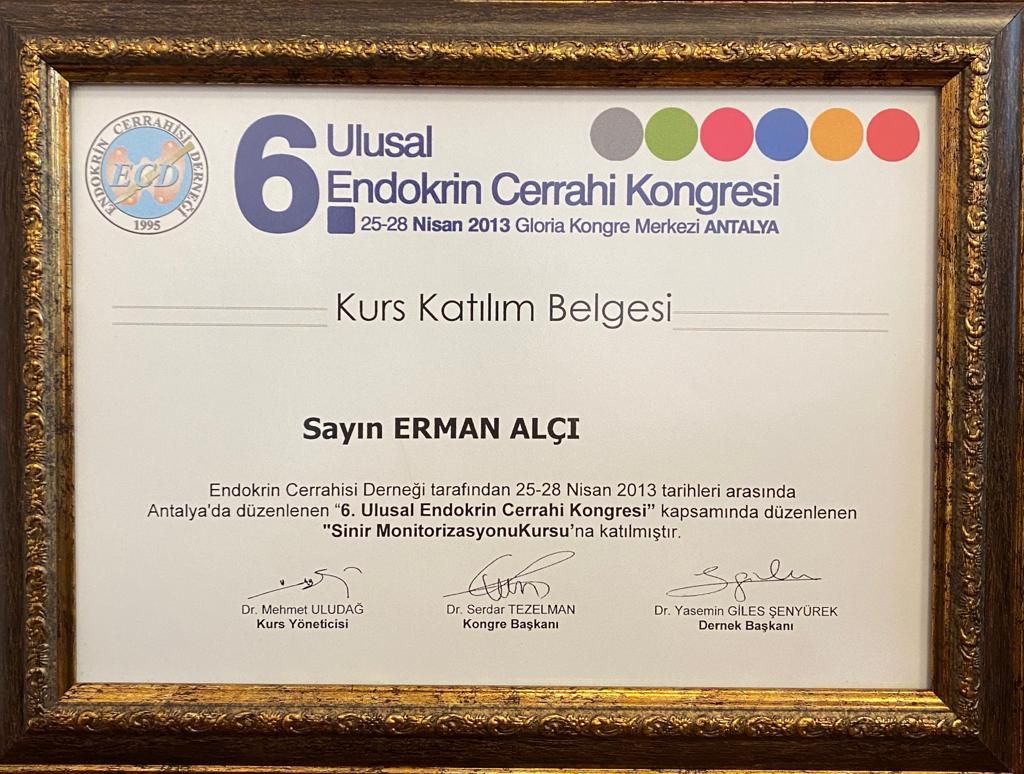 ENDOKRİN CERRAHİSİ DERNEĞİ
ECD
1995
6. Ulusal
Endokrin Cerrahi Kongresi
25-28 Nisan 2013 Gloria Kongre Merkezi ANTALYA
Kurs Katılım Belgesi
Sayın ERMAN ALÇI
Endokrin Cerrahisi Derneği tarafından 25-28 Nisan 2013 tarihleri arasında
Antalya'da düzenlenen “6. Ulusal Endokrin Cerrahi Kongresi” kapsamında düzenlenen
"Sinir MonitorizasyonuKursu’na katılmıştır.
Dr. Mehmet ULUDAĞ
Kurs Yöneticisi
Dr. Serdar TEZELMAN
Kongre Başkanı
Dr. Yasemin GİLES ŞENYÜREK
Dernek Başkanı